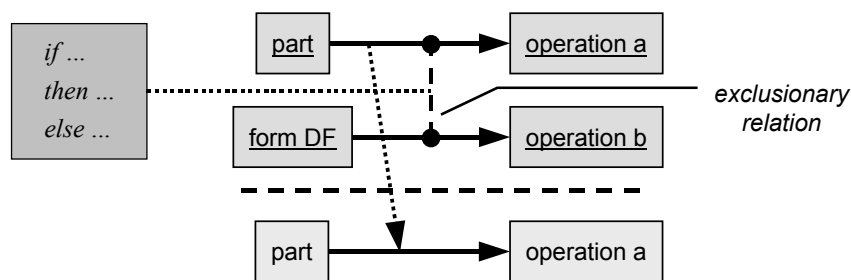 if ...
then ...
else ...
part
operation a
exclusionary
relation
form DF
operation b
part
operation a